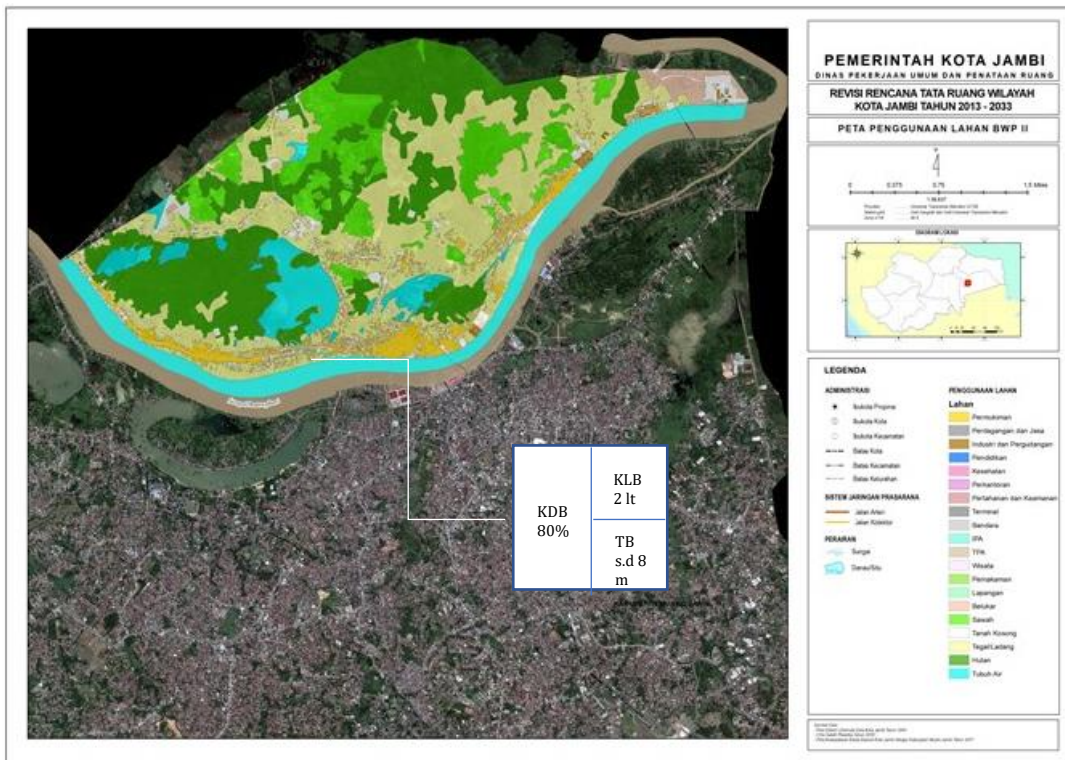 PEMERINTAH KOTA JAMBI
DINAS PEKERJAAN UMUM DAN PENATAAN RUANG
REVISI RENCANA TATA RUANG WILAYAH
KOTA JAMBI TAHUN 2013 - 2033
PETA PENGGUNAAN LAHAN BWP II
0 0,375 0,75 1,5 Miles
DIAGRAM LOKASI
KDB
80%
KLB
2 lt
TB
s.d 8
m
LEGENDA
ADMINISTRASI
Ibukota Propinsi
Ibukota Kota
Ibukota Kecamatan
Batas Kota
Batas Kecamatan
Batas Kelurahan
SISTEM JARINGAN PRASARANA
Jalan Arteri
Jalan Kolektor
PERAIRAN
Sungai
Danau/Situ
PENGGUNAAN LAHAN
Lahan
Permukiman
Perdagangan dan Jasa
Industri dan Pergudangan
Pendidikan
Kesehatan
Perkantoran
Pertahanan dan Keamanan
Terminal
Bandara
IPA
TPA
Wisata
Pemakaman
Lapangan
Belukar
Sawah
Tanah Kosong
Tegal/Ladang
Hutan
Tubuh Air